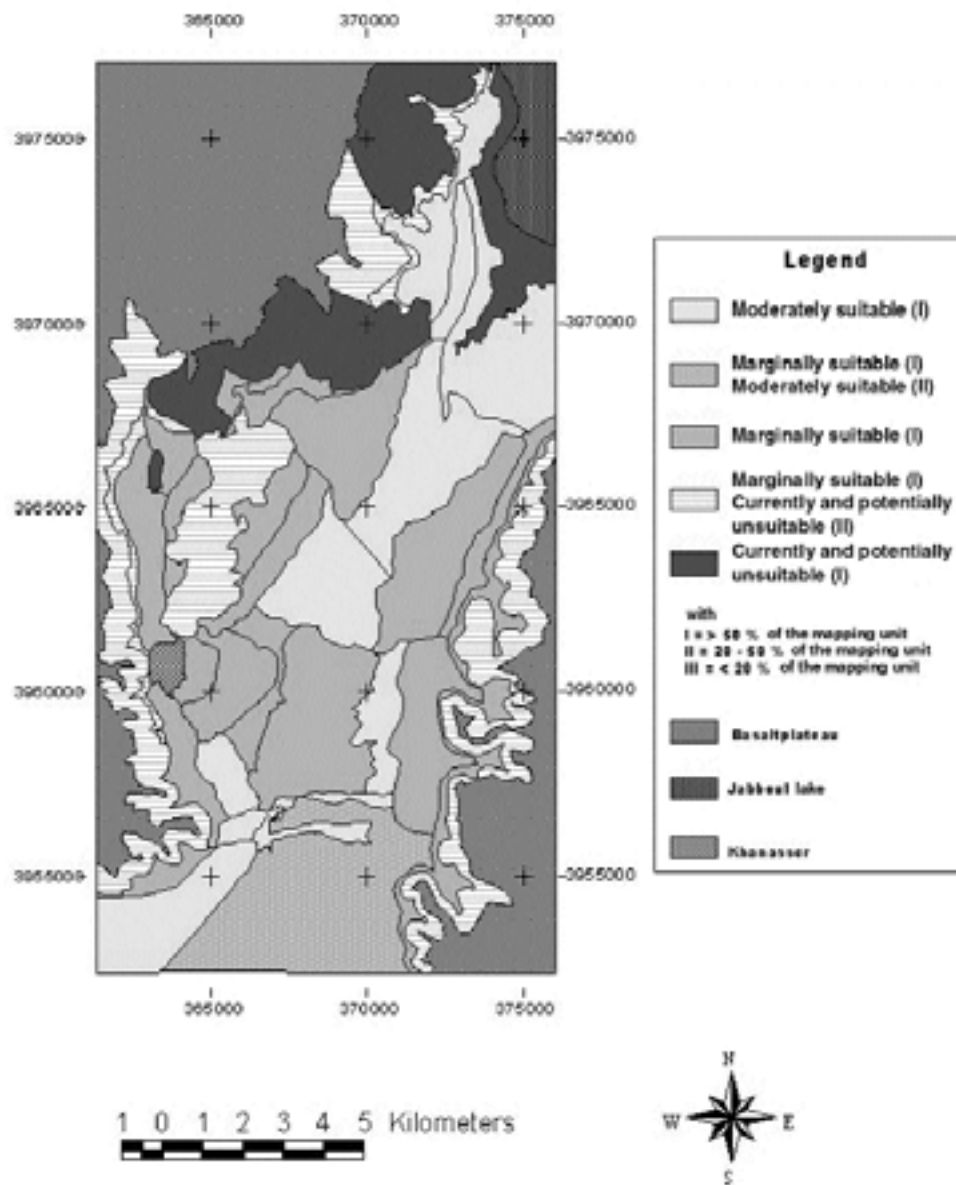 365000 370000 375000
3975000 3975000
3970000 3970000
3965000 3965000
3960000 3960000
3955000 3955000
365000 370000 375000
Legend
Moderately suitable (I)
Marginally suitable (I)
Moderately suitable (II)
Marginally suitable (I)
Marginally suitable (I)
Currently and potentially
unsuitable (II)
Currently and potentially
unsuitable (I)
with
I = > 50 % of the mapping unit
II = 20 - 50 % of the mapping unit
III = < 20 % of the mapping unit
Basaltplateau
Jabboul lake
Khanasser
1 0 1 2 3 4 5 Kilometers
N
W E
S